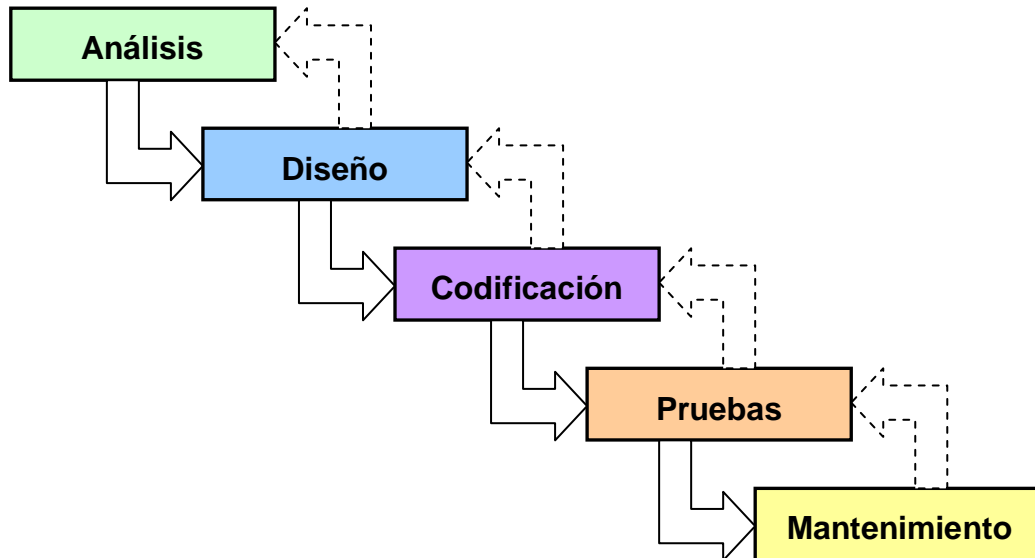 Análisis
Diseño
Codificación
Pruebas
Mantenimiento